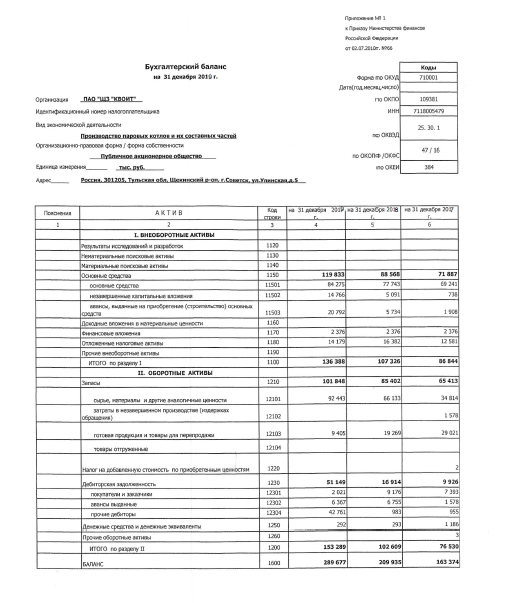 Приложение № 1
к Приказу Министерства финансов
Российской Федерации
от 02.07.2010г. №66
Бухгалтерский баланс
на 31 декабря 2019 г.
Коды
Форма по ОКУД 710001
Дата(год,месяц,число)
Организация ПАО "ЩЗ "КВОИТ" по ОКПО 109381
Идентификационный номер налогоплательщика ИНН 7118005479
Вид экономической деятельности
Производство паровых котлов и их составных частей по ОКВЭД 25. 30. 1
Организационно-правовая форма / форма собственности
Публичное акционерное общество по ОКОПФ /ОКФС 47 / 16
Единица измерения тыс. руб. по ОКЕИ 384
Адрес Россия, 301205, Тульская обл, Щекинский р-он, г.Советск, ул.Упинская,д.5
Пояснения А К Т И В Код строки на 31 декабря 2019 г. на 31 декабря 2018 г. на 31 декабря 2017 г.
1 2 3 4 5 6
I. ВНЕОБОРОТНЫЕ АКТИВЫ
Результаты исследований и разработок 1120
Нематериальные поисковые активы 1130
Материальные поисковые активы 1140
Основные средства 1150 119 833 88 568 71 887
основные средства 11501 84 275 77 743 69 241
незавершенные капитальные вложения 11502 14 766 5 091 738
авансы, выданные на приобретение (строительство) основных
средств 11503 20 792 5 734 1 908
Доходные вложения в материальные ценности 1160
Финансовые вложения 1170 2 376 2 376 2 376
Отложенные налоговые активы 1180 14 179 16 382 12 581
Прочие внеоборотные активы 1190
ИТОГО по разделу I 1100 136 388 107 326 86 844
II. ОБОРОТНЫЕ АКТИВЫ
Запасы 1210 101 848 85 402 65 413
сырье, материалы и другие аналогичные ценности 12101 92 443 66 133 34 814
затраты в незавершенном производстве (издержках
обращения) 12102 1 578
готовая продукция и товары для перепродажи 12103 9 405 19 269 29 021
товары отгруженные 12104
Налог на добавленную стоимость по приобретенным ценностям 1220 2
Дебиторская задолженность 1230 51 149 16 914 9 926
покупатели и заказчики 12301 2 021 9 176 7 393
авансы выданные 12302 6 367 6 755 1 578
прочие дебиторы 12304 42 761 983 955
Денежные средства и денежные эквиваленты 1250 292 293 1 186
Прочие оборотные активы 1260 3
ИТОГО по разделу II 1200 153 289 102 609 76 530
БАЛАНС 1600 289 677 209 935 163 374